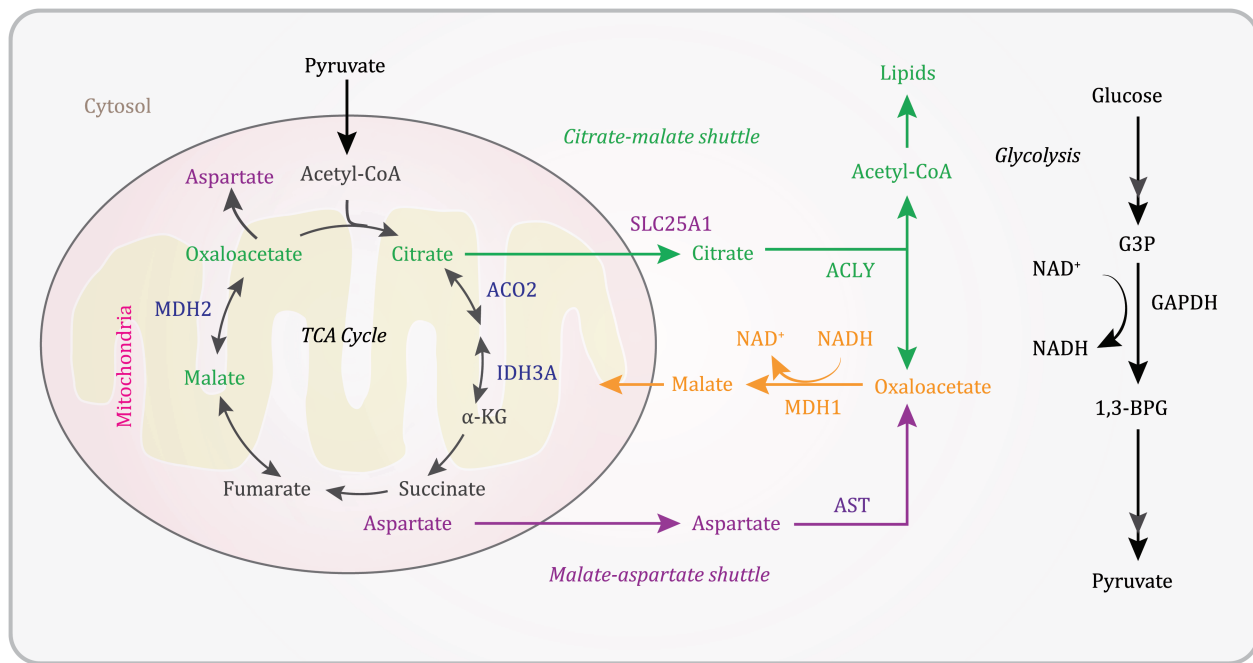 Pyruvate
Cytosol
Citrate-malate shuttle
Aspartate
Acetyl-CoA
Oxaloacetate
Citrate
SLC25A1
Citrate
ACLY
MDH2
ACO2
TCA Cycle
IDH3A
Mitochondria
Malate
α-KG
Fumarate
Succinate
Aspartate
Aspartate
AST
Malate-aspartate shuttle
Lipids
Acetyl-CoA
NAD⁺
NADH
Malate
MDH1
Oxaloacetate
Glucose
Glycolysis
G3P
NAD⁺
GAPDH
NADH
1,3-BPG
Pyruvate